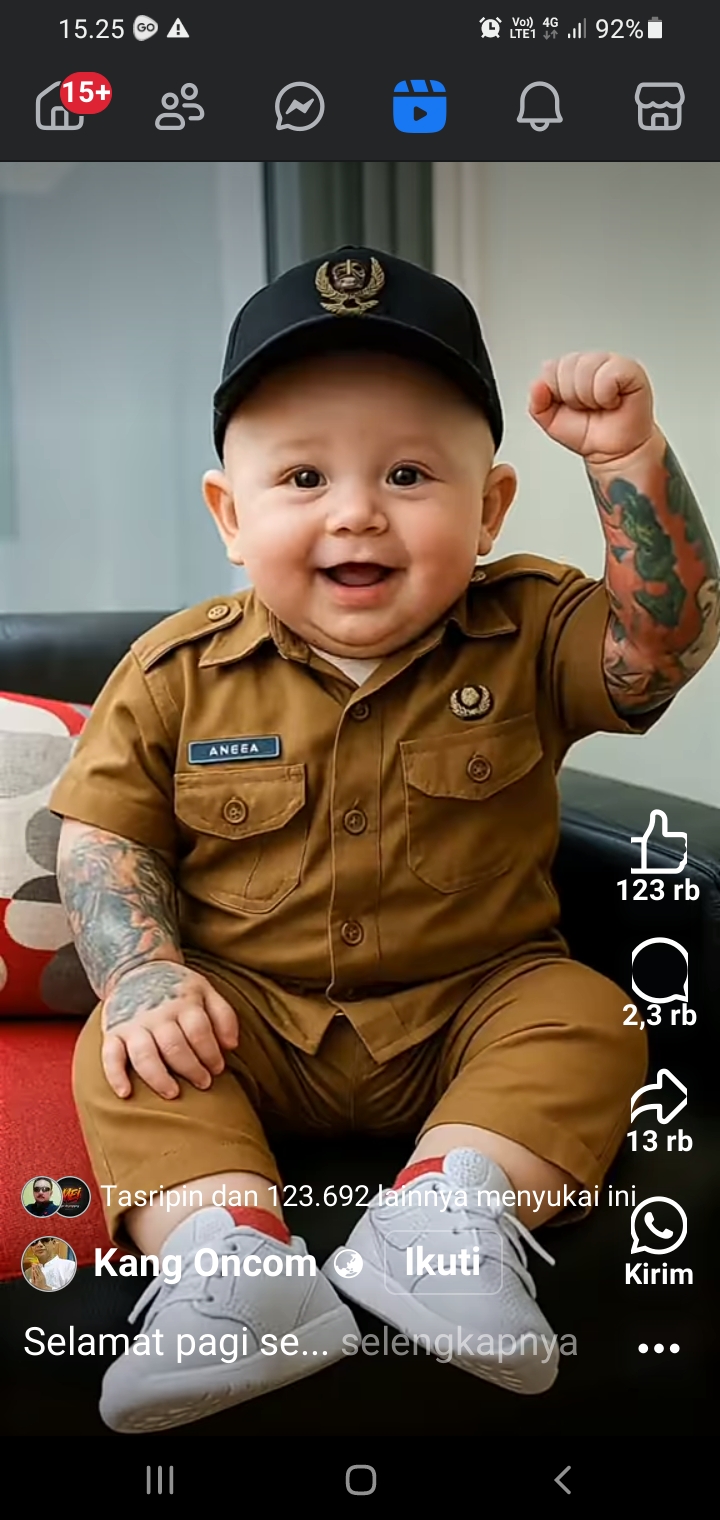 15.25 GO
Vo)) LTE1 4G 92%
15+
ANEEA
123 rb
2,3 rb
13 rb
Tasripin dan 123.692 lainnya menyukai ini
Kang Oncom Ikuti
Kirim
Selamat pagi se... selengkapnya